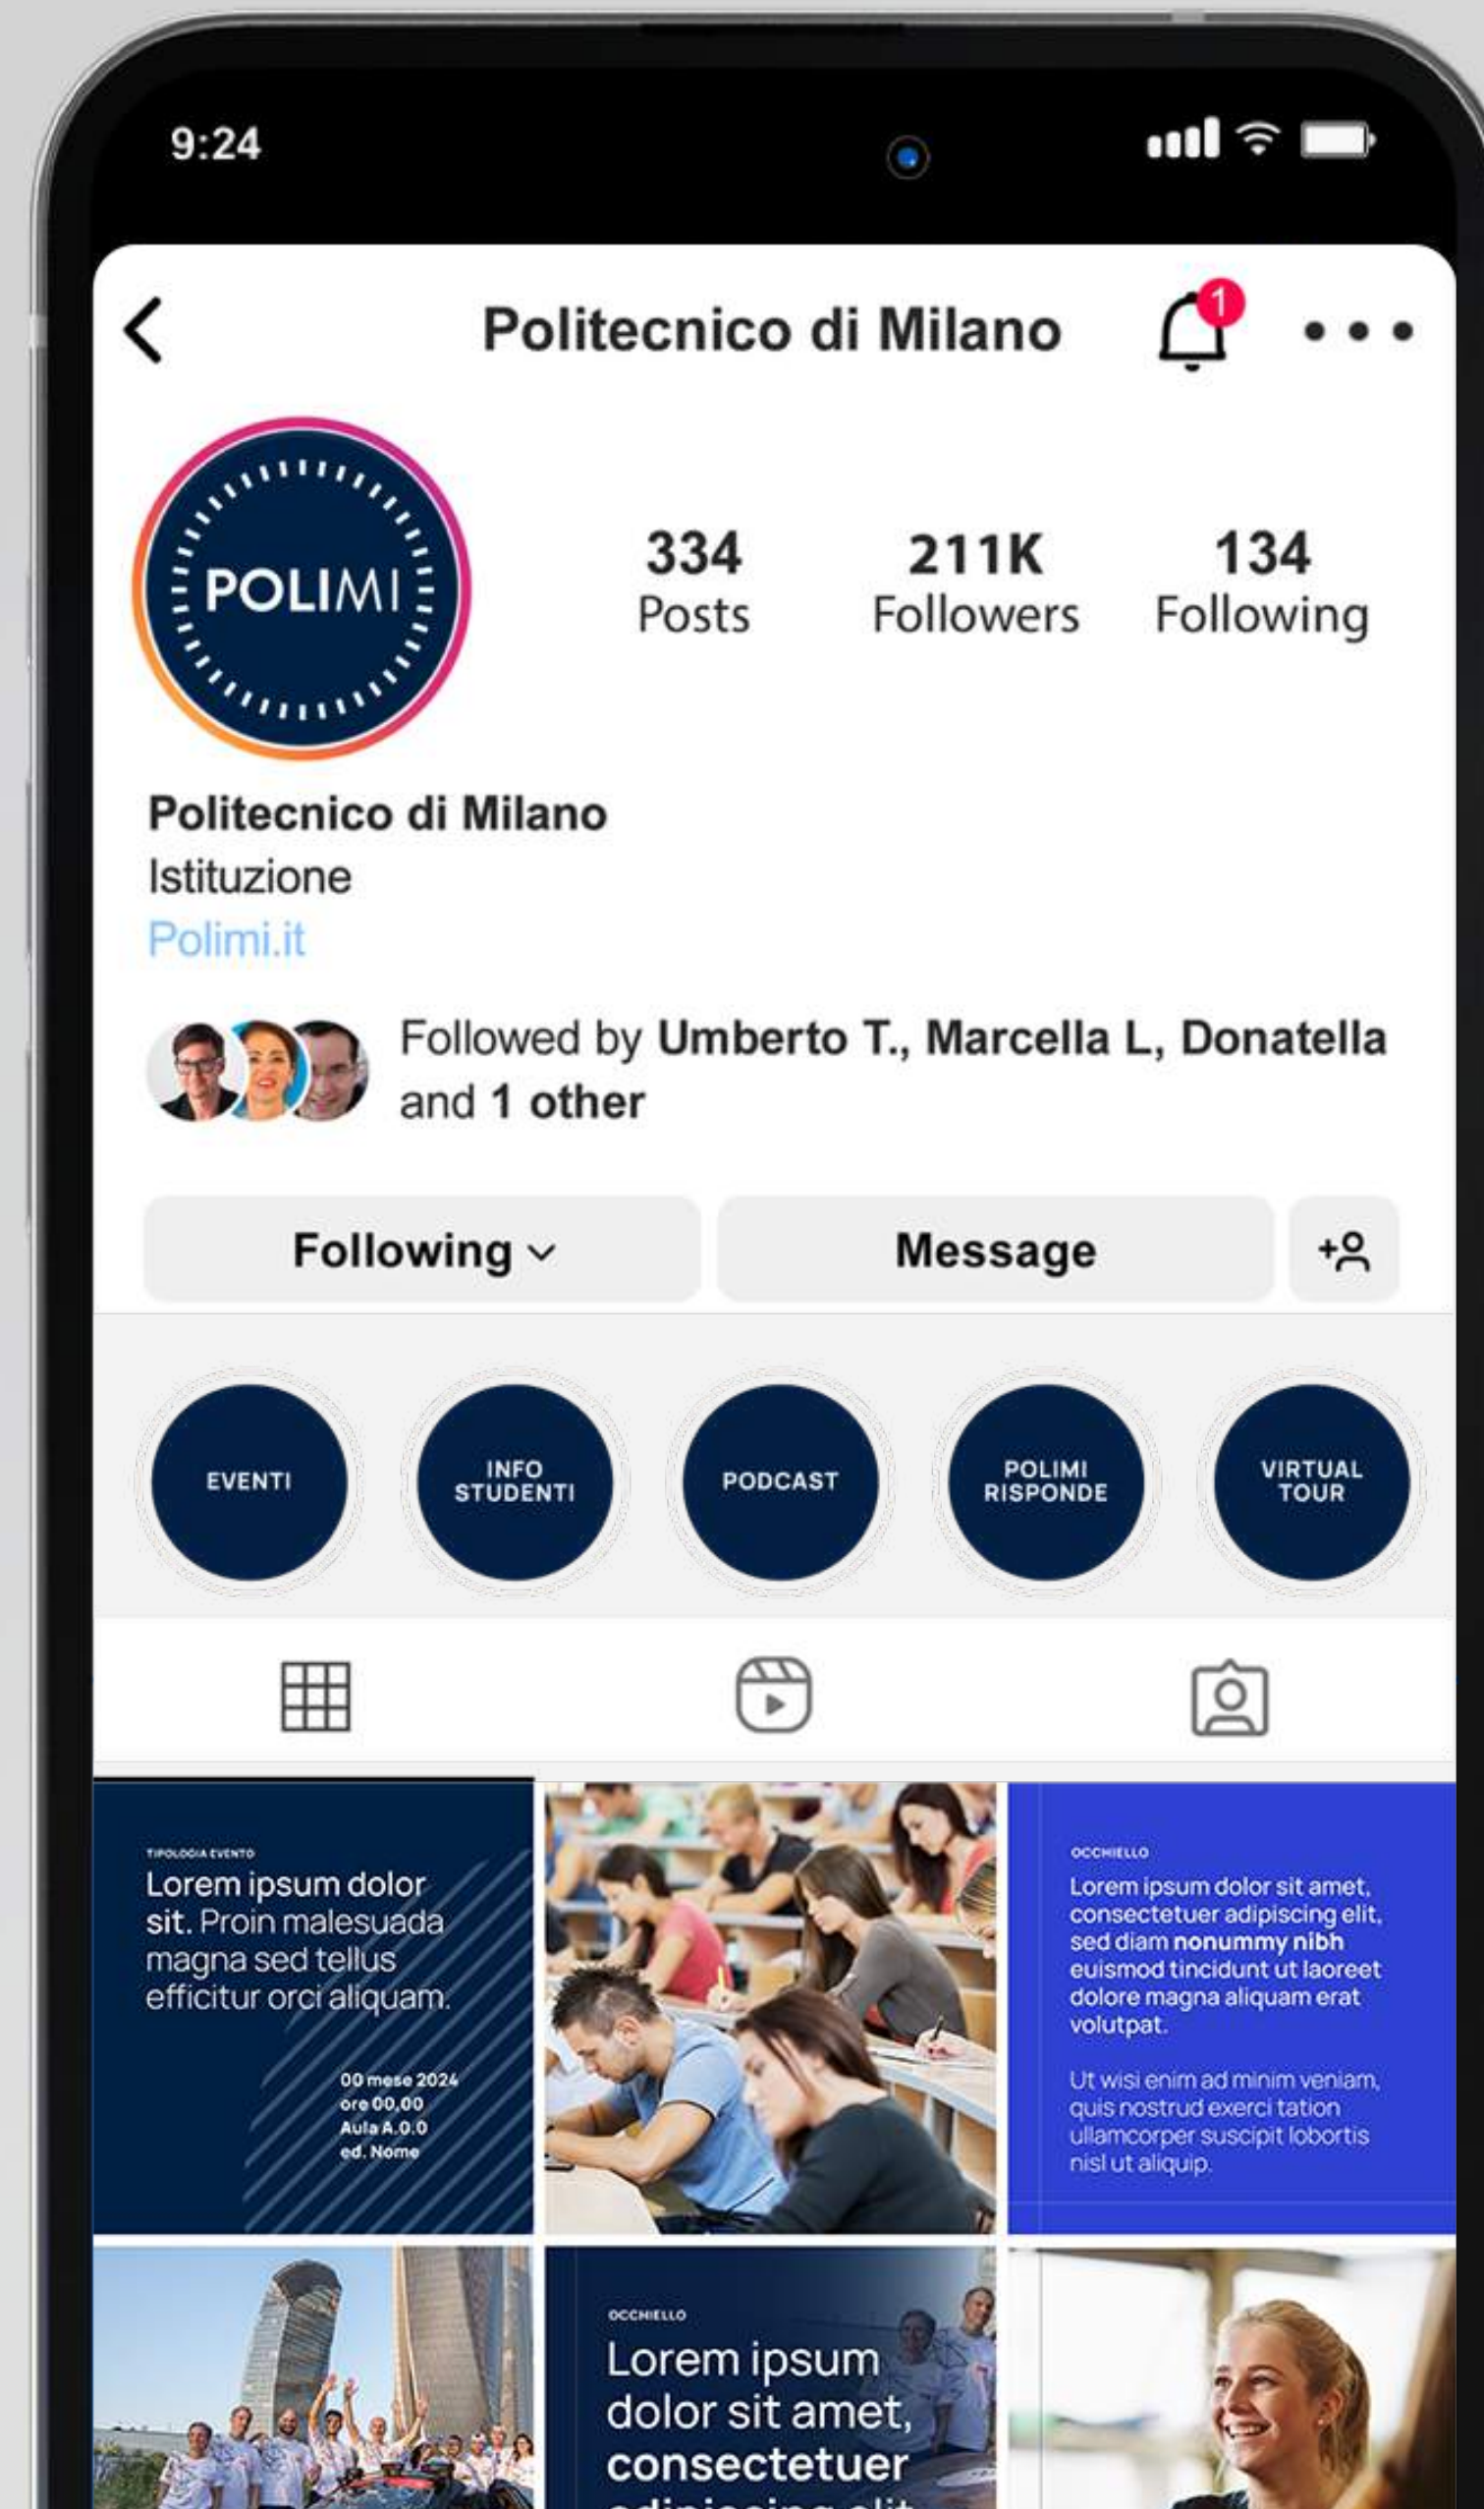 9:24
Politecnico di Milano
1
POLIMI
334
Posts
211K
Followers
134
Following
Politecnico di Milano
Istituzione
Polimi.it
Followed by Umberto T., Marcella L, Donatella
and 1 other
Following
Message
EVENTI
INFO
STUDENTI
PODCAST
POLIMI
RISPONDE
VIRTUAL
TOUR
TIPOLOGIA EVENTO
Lorem ipsum dolor
sit. Proin malesuada
magna sed tellus
efficitur orci aliquam.
00 mese 2024
ore 00,00
Aula A.0.0
ed. Nome
OCCHIELLO
Lorem ipsum dolor sit amet,
consectetuer adipiscing elit,
sed diam nonummy nibh
euismod tincidunt ut laoreet
dolore magna aliquam erat
volutpat.
Ut wisi enim ad minim veniam,
quis nostrud exerci tation
ullamcorper suscipit lobortis
nisl ut aliquip.
OCCHIELLO
Lorem ipsum
dolor sit amet,
consectetuer
adipiscing elit